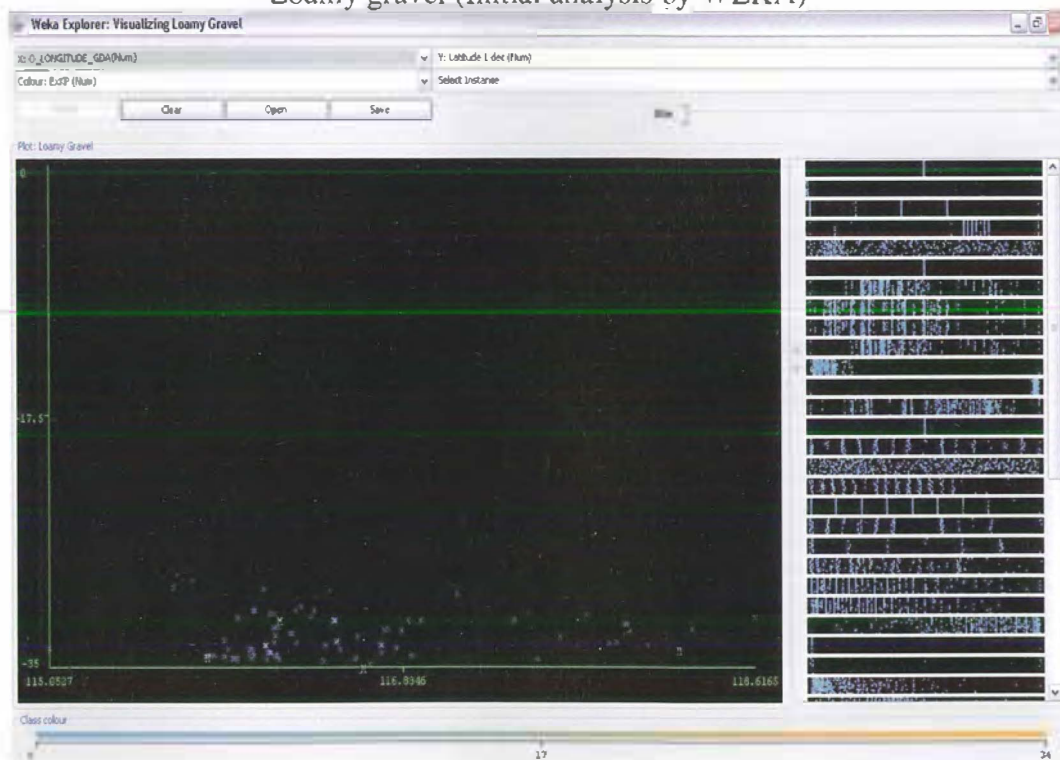 Loamy gravel (Initial analysis by WEKA)
Weka Explorer: Visualizing Loamy Gravel
X: O_LONGITUDE_GDA(Num)
Y: Latitude 1 dec (Num)
Colour: ExtP (Num)
Select Instance
Clear
Open
Save
Plot: Loamy Gravel
0
-17.5
-35
115.0527
116.8346
118.6165
Class colour
0
17
34